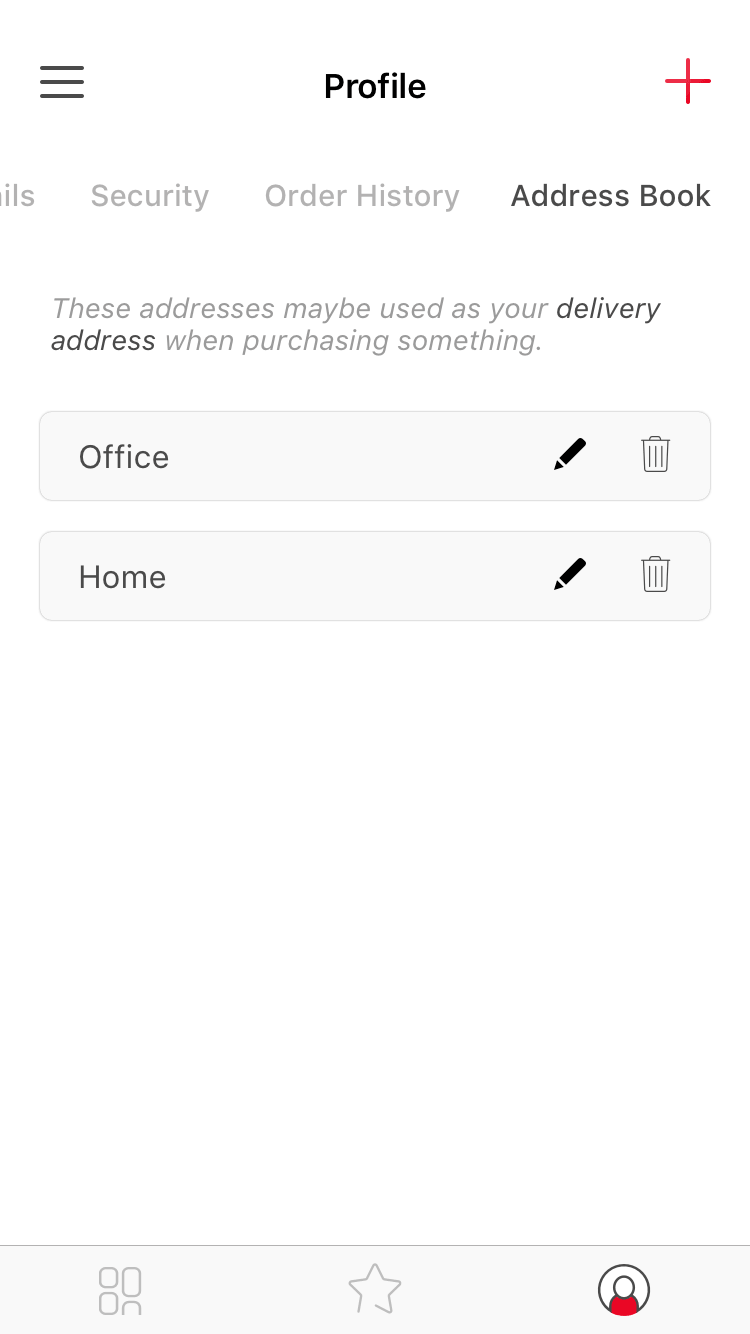 Profile
ils Security Order History Address Book
These addresses maybe used as your delivery
address when purchasing something.
Office
Home